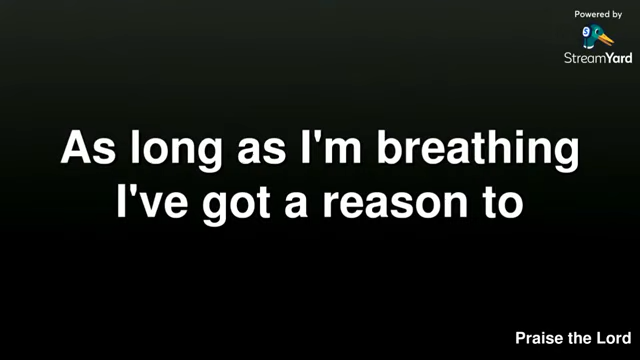 Powered by
StreamYard
As long as I'm breathing
I've got a reason to
Praise the Lord